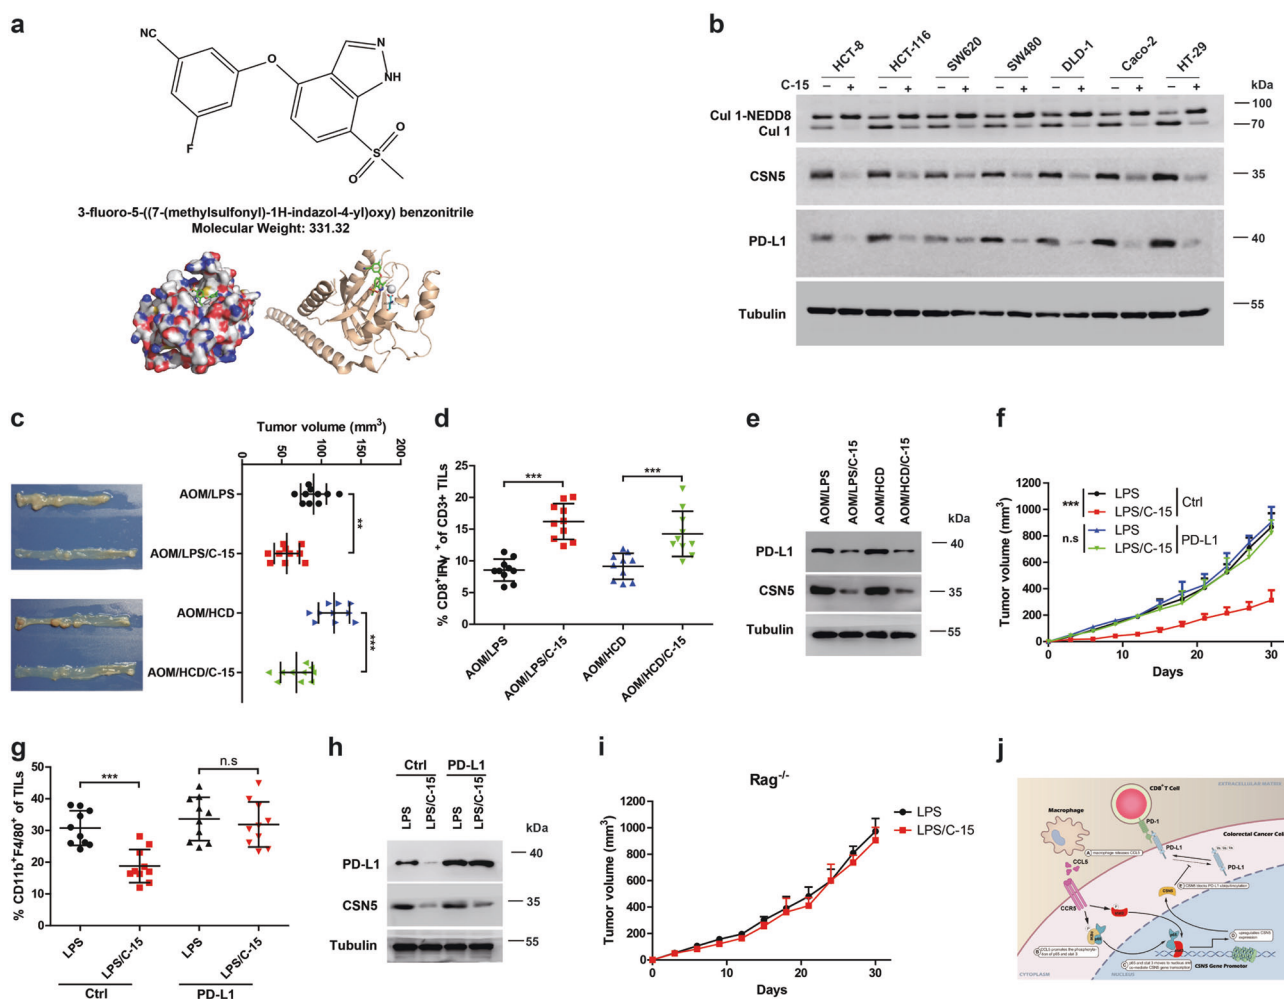 a
NC
O
N
NH
F
S
O
O
3-fluoro-5-((7-(methylsulfonyl)-1H-indazol-4-yl)oxy) benzonitrile
Molecular Weight: 331.32
b
HCT-8
HCT-116
SW620
SW480
DLD-1
Caco-2
HT-29
C-15 – + – + – + – + – + – + – + kDa
Cul 1-NEDD8
Cul 1
100
70
CSN5
35
PD-L1
40
Tubulin
55
c
Tumor volume (mm3)
0 50 100 150 200
AOM/LPS
AOM/LPS/C-15
AOM/HCD
AOM/HCD/C-15
**
***
d
% CD8+IFNγ+of CD3+ TILs
25
20
15
10
5
0
*** ***
AOM/LPS
AOM/LPS/C-15
AOM/HCD
AOM/HCD/C-15
e
AOM/LPS
AOM/LPS/C-15
AOM/HCD
AOM/HCD/C-15
kDa
PD-L1
40
CSN5
35
Tubulin
55
f
Tumor volume (mm3)
1200
1000
800
600
400
200
0
0 10 20 30
Days
*** LPS
LPS/C-15
Ctrl
n.s LPS
LPS/C-15
PD-L1
g
% CD11b+F4/80+ of TILs
50
40
30
20
10
0
*** n.s
LPS
LPS/C-15
LPS
LPS/C-15
Ctrl PD-L1
h
Ctrl PD-L1
LPS
LPS/C-15
LPS
LPS/C-15
kDa
PD-L1
40
CSN5
35
Tubulin
55
i
Rag-/-
Tumor volume (mm3)
1200
1000
800
600
400
200
0
0 10 20 30
Days
LPS
LPS/C-15
j
EXTRACELLULAR MATRIX
CD8+ T Cell
Macrophage
PD-1
Colorectal Cancer Cell
PD-L1
PD-L1
A macrophage releases CCL5
CCL5
CCR5
CSN5 Gene Promotor
CYTOPLASM
NUCLEUS